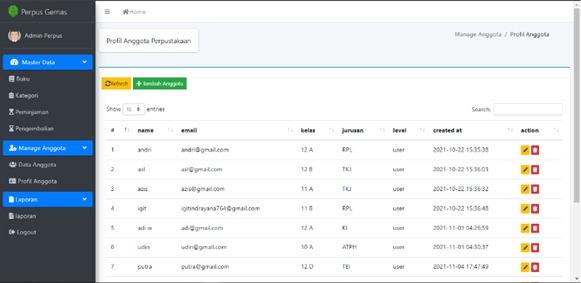 Perpus Gemas
Home
Admin Perpus
Profil Anggota Perpustakaan
Manage Anggota / Profil Anggota
Master Data
Buku
Kategori
Peminjaman
Pengembalian
Manage Anggota
Data Anggota
Profil Anggota
Laporan
laporan
Logout
Refresh + Tambah Anggota
Show 10 entries Search:
# name email kelas jurusan level created at action
1 andri andri@gmail.com 12 A RPL user 2021-10-22 15:35:38
2 12 B TKJ user 2021-10-22 15:36:03
3 azis azis@gmail.com 11 A TKJ user 2021-10-22 15:36:32
4 igit igitindrayana764@gmail.com 11 B RPL user 2021-10-22 15:36:48
5 adi w adi@gmail.com 12 A KI user 2021-11-01 04:26:59
6 udin udin@gmail.com 10 A ATPH user 2021-11-01 04:30:37
7 putra putra@gmail.com 12 D TEI user 2021-11-04 17:47:49